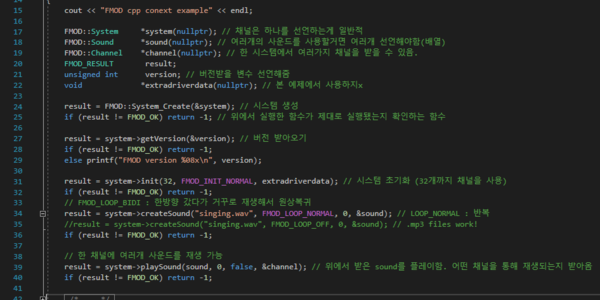 14 {
15 cout << "FMOD cpp conext example" << endl;
16
17 FMOD::System *system(nullptr); // 채널은 하나를 선언하는게 일반적
18 FMOD::Sound *sound(nullptr); // 여러개의 사운드를 사용할거면 여러개 선언해야함(배열)
19 FMOD::Channel *channel(nullptr); // 한 시스템에서 여러가지 채널을 받을 수 있음.
20 FMOD_RESULT result;
21 unsigned int version; // 버전받을 변수 선언해줌
22 void *extradriverdata(nullptr); // 본 예제에서 사용하지x
23
24 result = FMOD::System_Create(&system); // 시스템 생성
25 if (result != FMOD_OK) return -1; // 위에서 실행한 함수가 제대로 실행됐는지 확인하는 함수
26
27 result = system->getVersion(&version); // 버전 받아오기
28 if (result != FMOD_OK) return -1;
29 else printf("FMOD version %08x\n", version);
30
31 result = system->init(32, FMOD_INIT_NORMAL, extradriverdata); // 시스템 초기화 (32개까지 채널을 사용)
32 if (result != FMOD_OK) return -1;
33 // FMOD_LOOP_BIDI : 한방향 갔다가 거꾸로 재생해서 원상복귀
34 result = system->createSound("singing.wav", FMOD_LOOP_NORMAL, 0, &sound); // LOOP_NORMAL : 반복
35 //result = system->createSound("singing.wav", FMOD_LOOP_OFF, 0, &sound); // .mp3 files work!
36 if (result != FMOD_OK) return -1;
37
38 // 한 채널에 여러개 사운드를 재생 가능
39 result = system->playSound(sound, 0, false, &channel); // 위에서 받은 sound를 플레이함. 어떤 채널을 통해 재생되는지 받아옴
40 if (result != FMOD_OK) return -1;
41
42 /* ... */